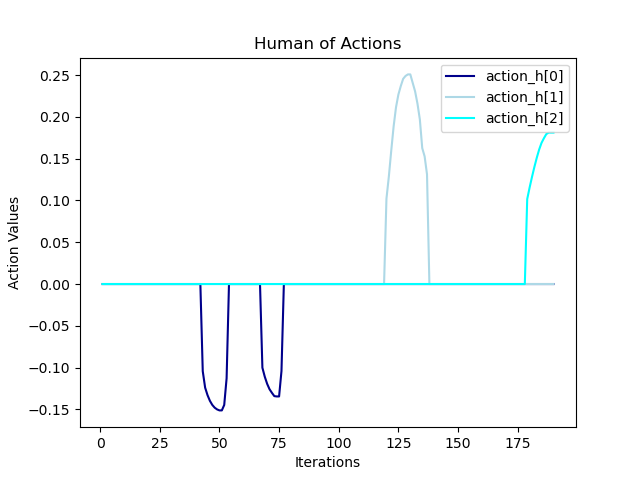 Human of Actions
action_h[0]
action_h[1]
action_h[2]
0.25
0.20
0.15
0.10
0.05
0.00
−0.05
−0.10
−0.15
Action Values
0 25 50 75 100 125 150 175
Iterations